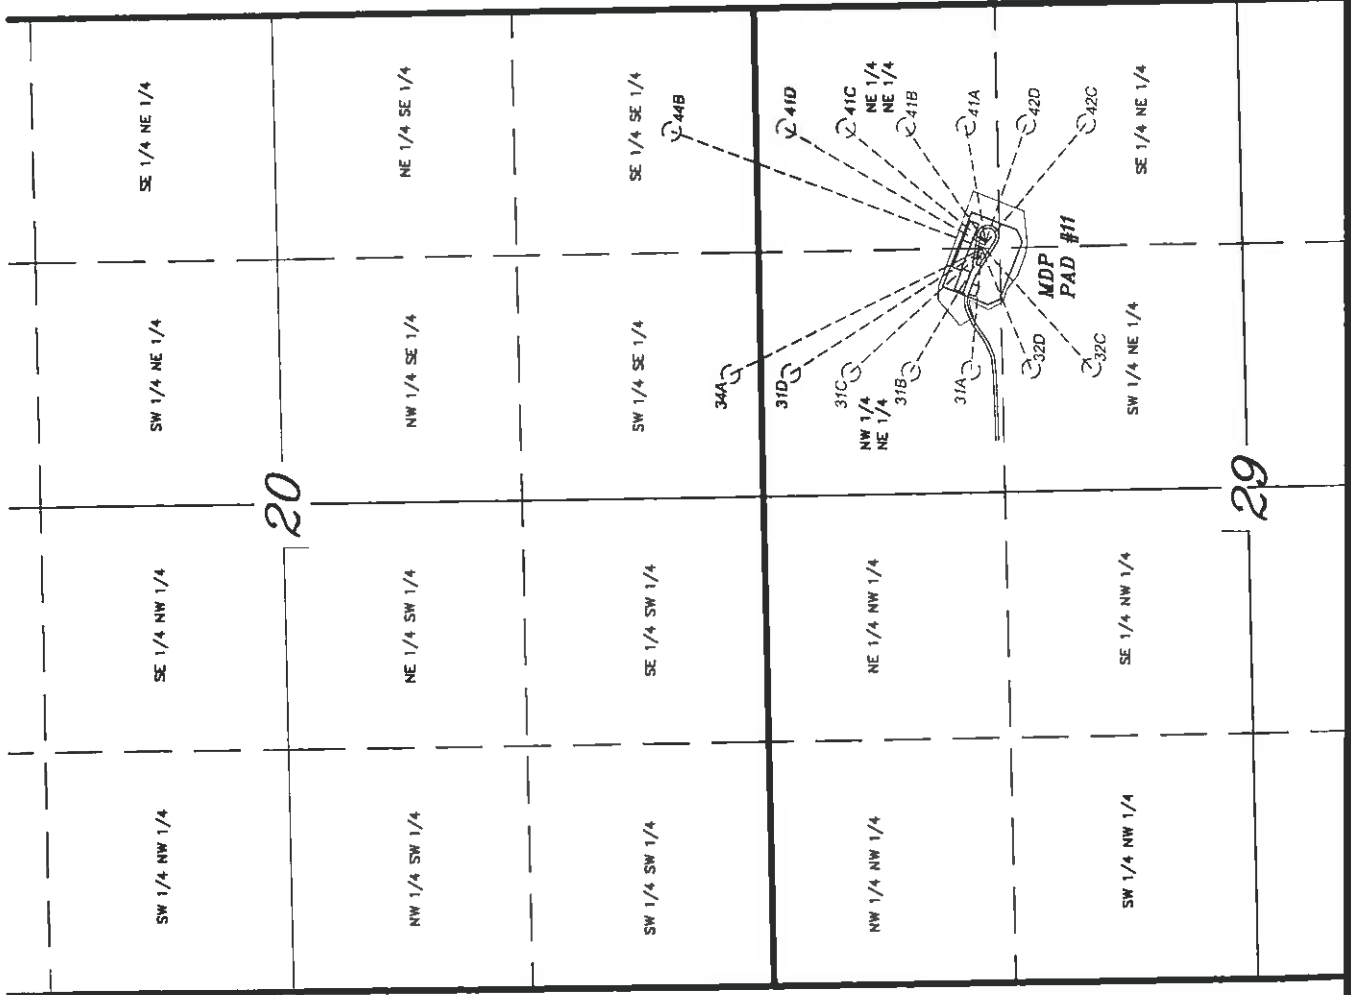 SE 1/4 NE 1/4
NE 1/4 SE 1/4
SE 1/4 SE 1/4
44B
41D
41C
NE 1/4
NE 1/4
41B
41A
42D
42C
SE 1/4 NE 1/4
SW 1/4 NE 1/4
NW 1/4 SE 1/4
SW 1/4 SE 1/4
34A
31D
31C
NW 1/4
NE 1/4
31B
31A
32D
32C
SW 1/4 NE 1/4
MDP
PAD #11
20
29
SE 1/4 NW 1/4
NE 1/4 SW 1/4
SE 1/4 SW 1/4
NE 1/4 NW 1/4
SE 1/4 NW 1/4
SW 1/4 NW 1/4
NW 1/4 SW 1/4
SW 1/4 SW 1/4
NW 1/4 NW 1/4
SW 1/4 NW 1/4